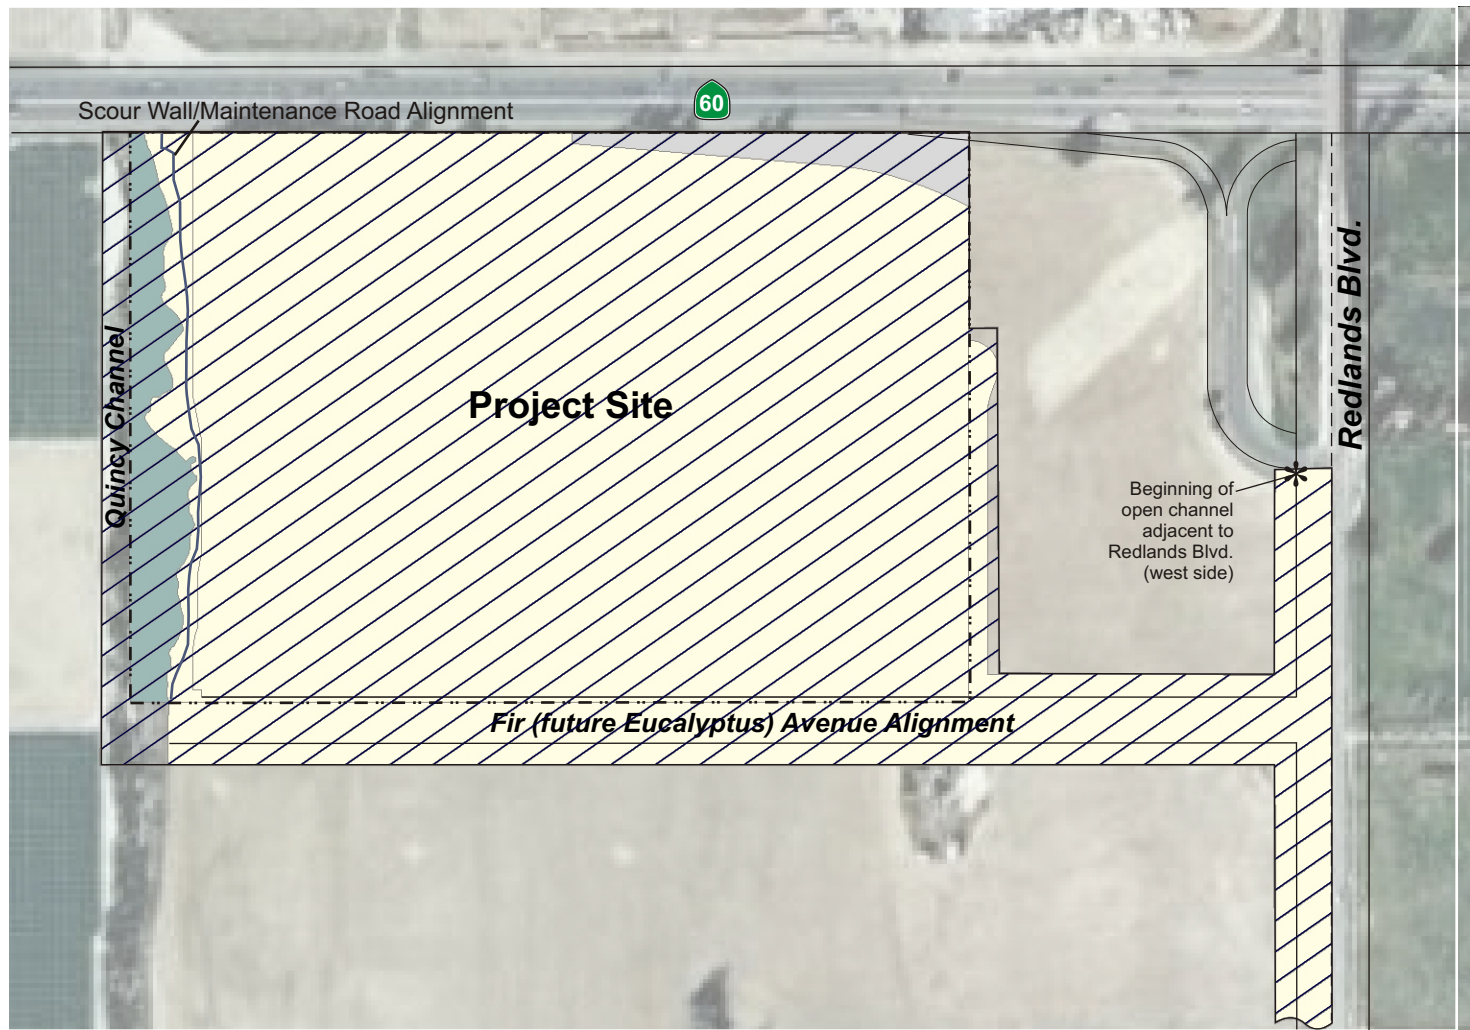 60
Scour Wall/Maintenance Road Alignment
Redlands Blvd.
Quincy Channel
Project Site
Beginning of
open channel
adjacent to
Redlands Blvd.
(west side)
Fir (future Eucalyptus) Avenue Alignment